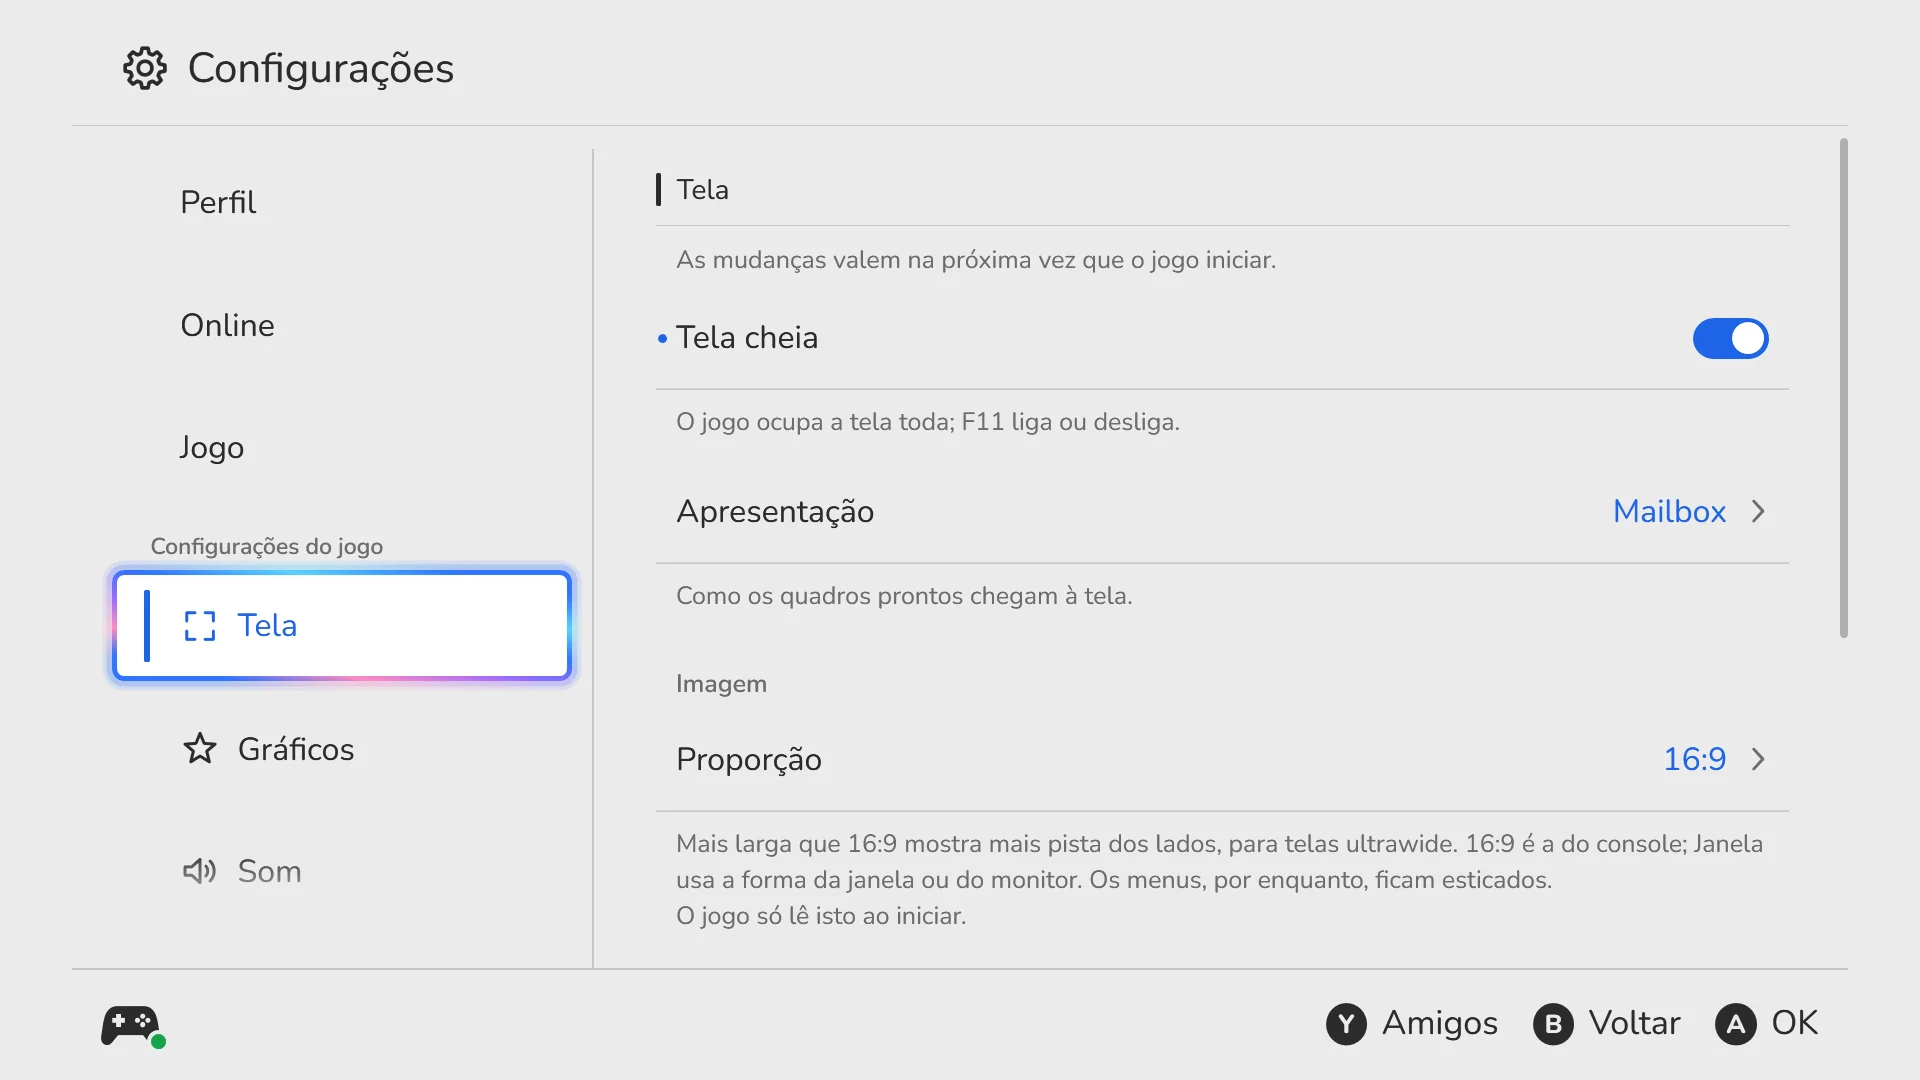 Configurações
Perfil
Online
Jogo
Configurações do jogo
Tela
Gráficos
Som
Tela
As mudanças valem na próxima vez que o jogo iniciar.
Tela cheia
O jogo ocupa a tela toda; F11 liga ou desliga.
Apresentação
Mailbox
Como os quadros prontos chegam à tela.
Imagem
Proporção
16:9
Mais larga que 16:9 mostra mais pista dos lados, para telas ultrawide. 16:9 é a do console; Janela
usa a forma da janela ou do monitor. Os menus, por enquanto, ficam esticados.
O jogo só lê isto ao iniciar.
Y Amigos
B Voltar
A OK